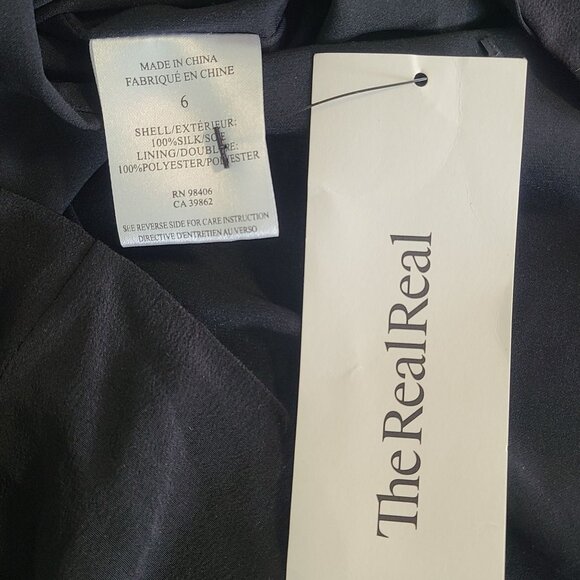 MADE IN CHINA
FABRIQUÉ EN CHINE
6
SHELL/EXTÉRIEUR:
100%SILK/SOIE
LINING/DOUBLURE:
100%POLYESTER/POLYESTER
RN 98406
CA 39862
SEE REVERSE SIDE FOR CARE INSTRUCTION
DIRECTIVE D'ENTRETIEN AU VERSO
TheRealReal